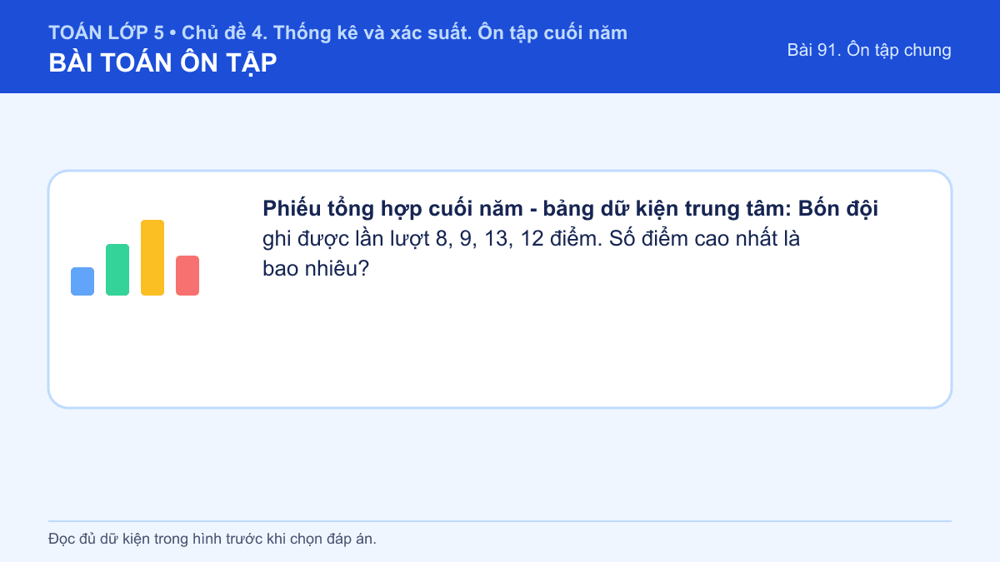 TOÁN LỚP 5 • Chủ đề 4. Thống kê và xác suất. Ôn tập cuối năm
BÀI TOÁN ÔN TẬP
Bài 91. Ôn tập chung
Phiếu tổng hợp cuối năm - bảng dữ kiện trung tâm: Bốn đội
ghi được lần lượt 8, 9, 13, 12 điểm. Số điểm cao nhất là
bao nhiêu?
Đọc đủ dữ kiện trong hình trước khi chọn đáp án.